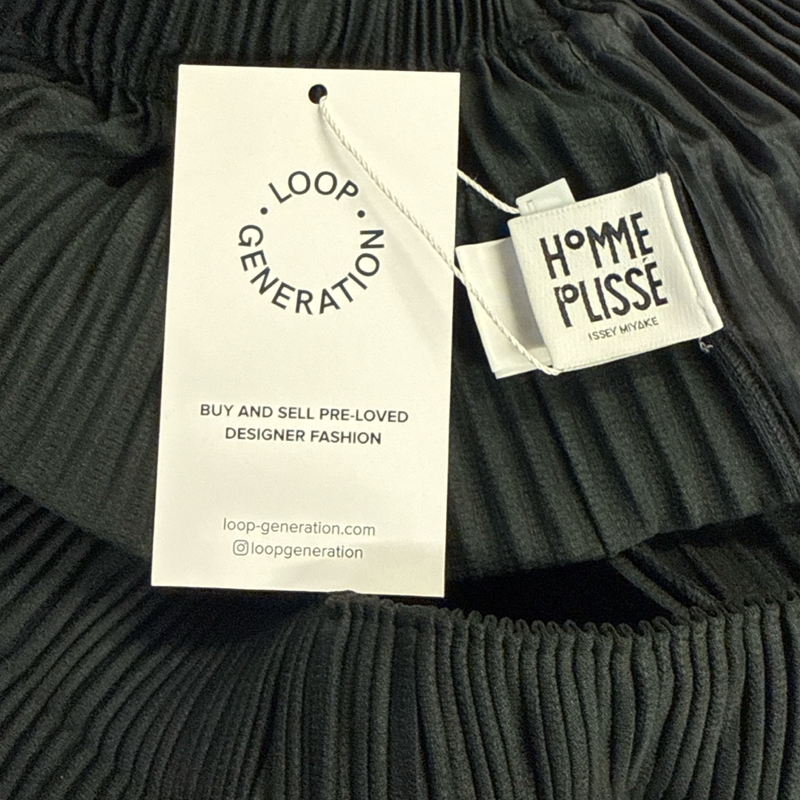 LOOP
GENERATION
BUY AND SELL PRE-LOVED
DESIGNER FASHION
loop-generation.com
loopgeneration
HOMME
PLISSÉ
ISSEY MIYAKE